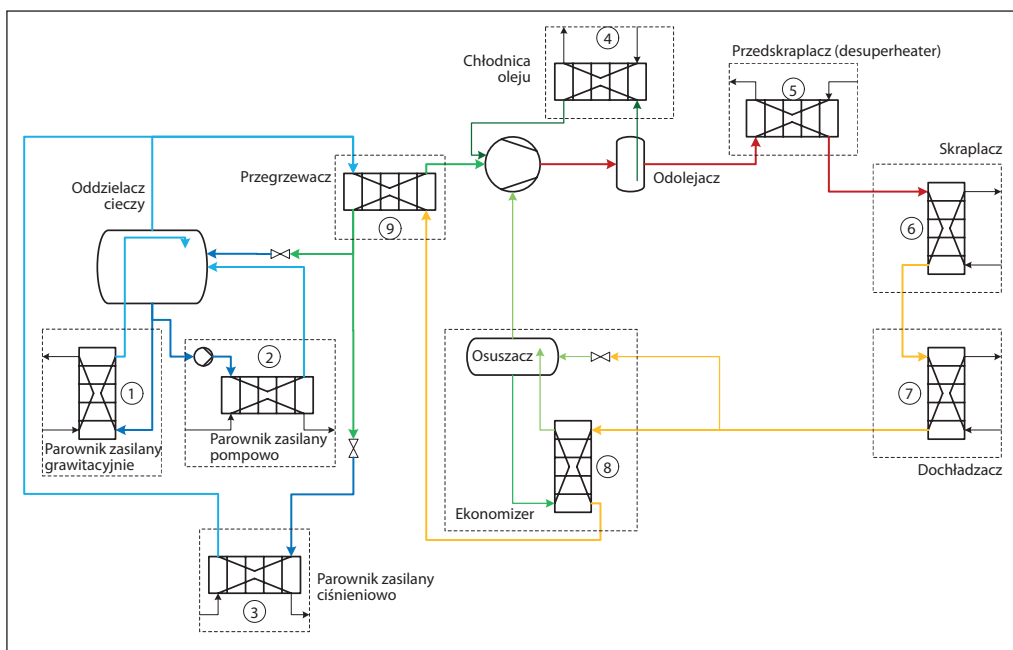 4
Chłodnica
oleju
Przedskraplacz (desuperheater)
5
Odolejacz
Skraplacz
6
Przegrzewacz
9
Oddzielacz
cieczy
1
Parownik zasilany
grawitacyjnie
2
Parownik zasilany
pompowo
Osuszacz
8
Ekonomizer
7
Dochładzacz
3
Parownik zasilany
ciśnieniowo